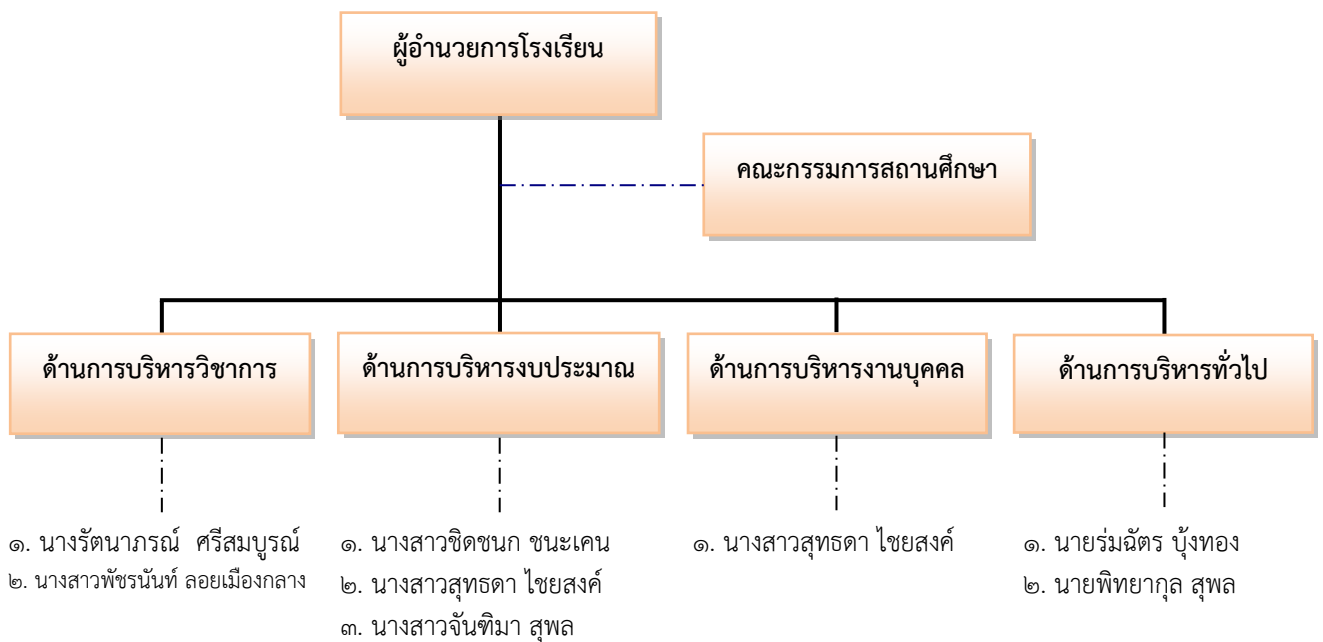 ผู้อำนวยการโรงเรียน
คณะกรรมการสถานศึกษา
ด้านการบริหารวิชาการ
ด้านการบริหารงบประมาณ
ด้านการบริหารงานบุคคล
ด้านการบริหารทั่วไป
๑. นางรัตนาภรณ์  ศรีสมบูรณ์
๒. นางสาวพัชรนันท์ ลอยเมืองกลาง
๑. นางสาวชิดชนก ชนะเคน
๒. นางสาวสุทธดา ไชยสงค์
๓. นางสาวจันฑิมา สุพล
๑. นางสาวสุทธดา ไชยสงค์
๑. นายร่มฉัตร บุ้งทอง
๒. นายพิทยากุล สุพล